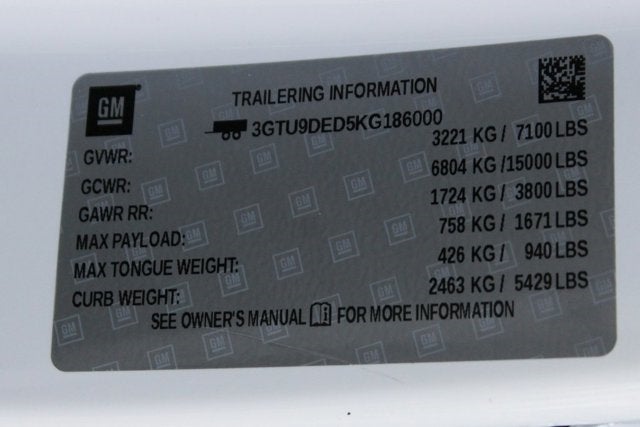 GM
TRAILERING INFORMATION
3GTU9DED5KG186000
GVWR: 3221 KG / 7100 LBS
GCWR: 6804 KG / 15000 LBS
GAWR RR: 1724 KG / 3800 LBS
MAX PAYLOAD: 758 KG / 1671 LBS
MAX TONGUE WEIGHT: 426 KG / 940 LBS
CURB WEIGHT: 2463 KG / 5429 LBS
SEE OWNER'S MANUAL FOR MORE INFORMATION